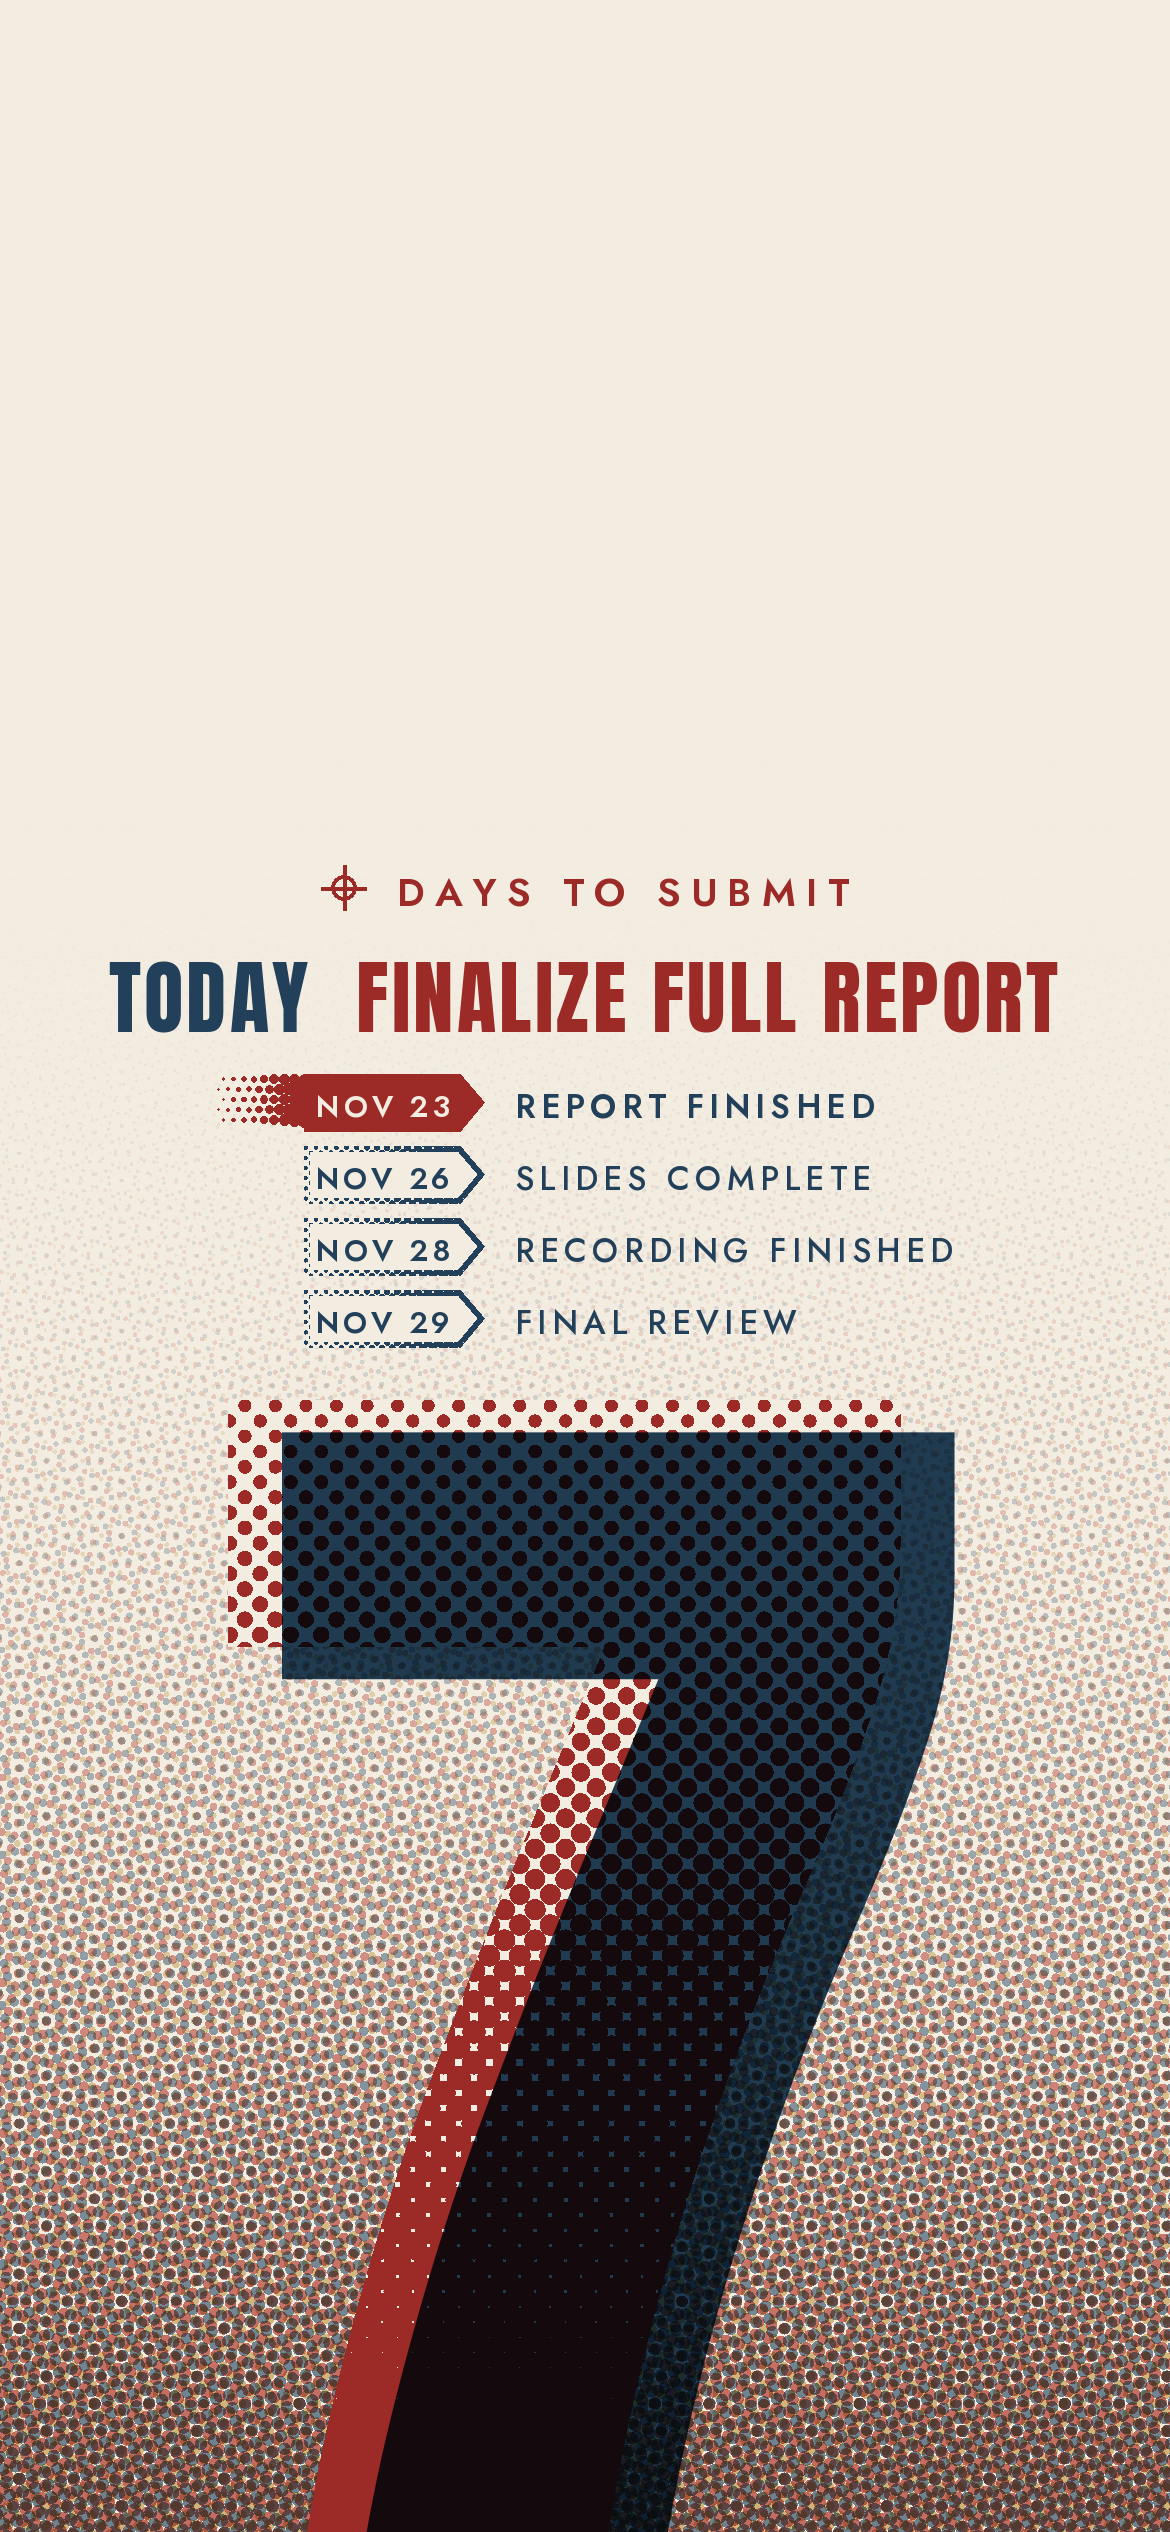 DAYS TO SUBMIT
TODAY FINALIZE FULL REPORT
NOV 23 REPORT FINISHED
NOV 26 SLIDES COMPLETE
NOV 28 RECORDING FINISHED
NOV 29 FINAL REVIEW
7